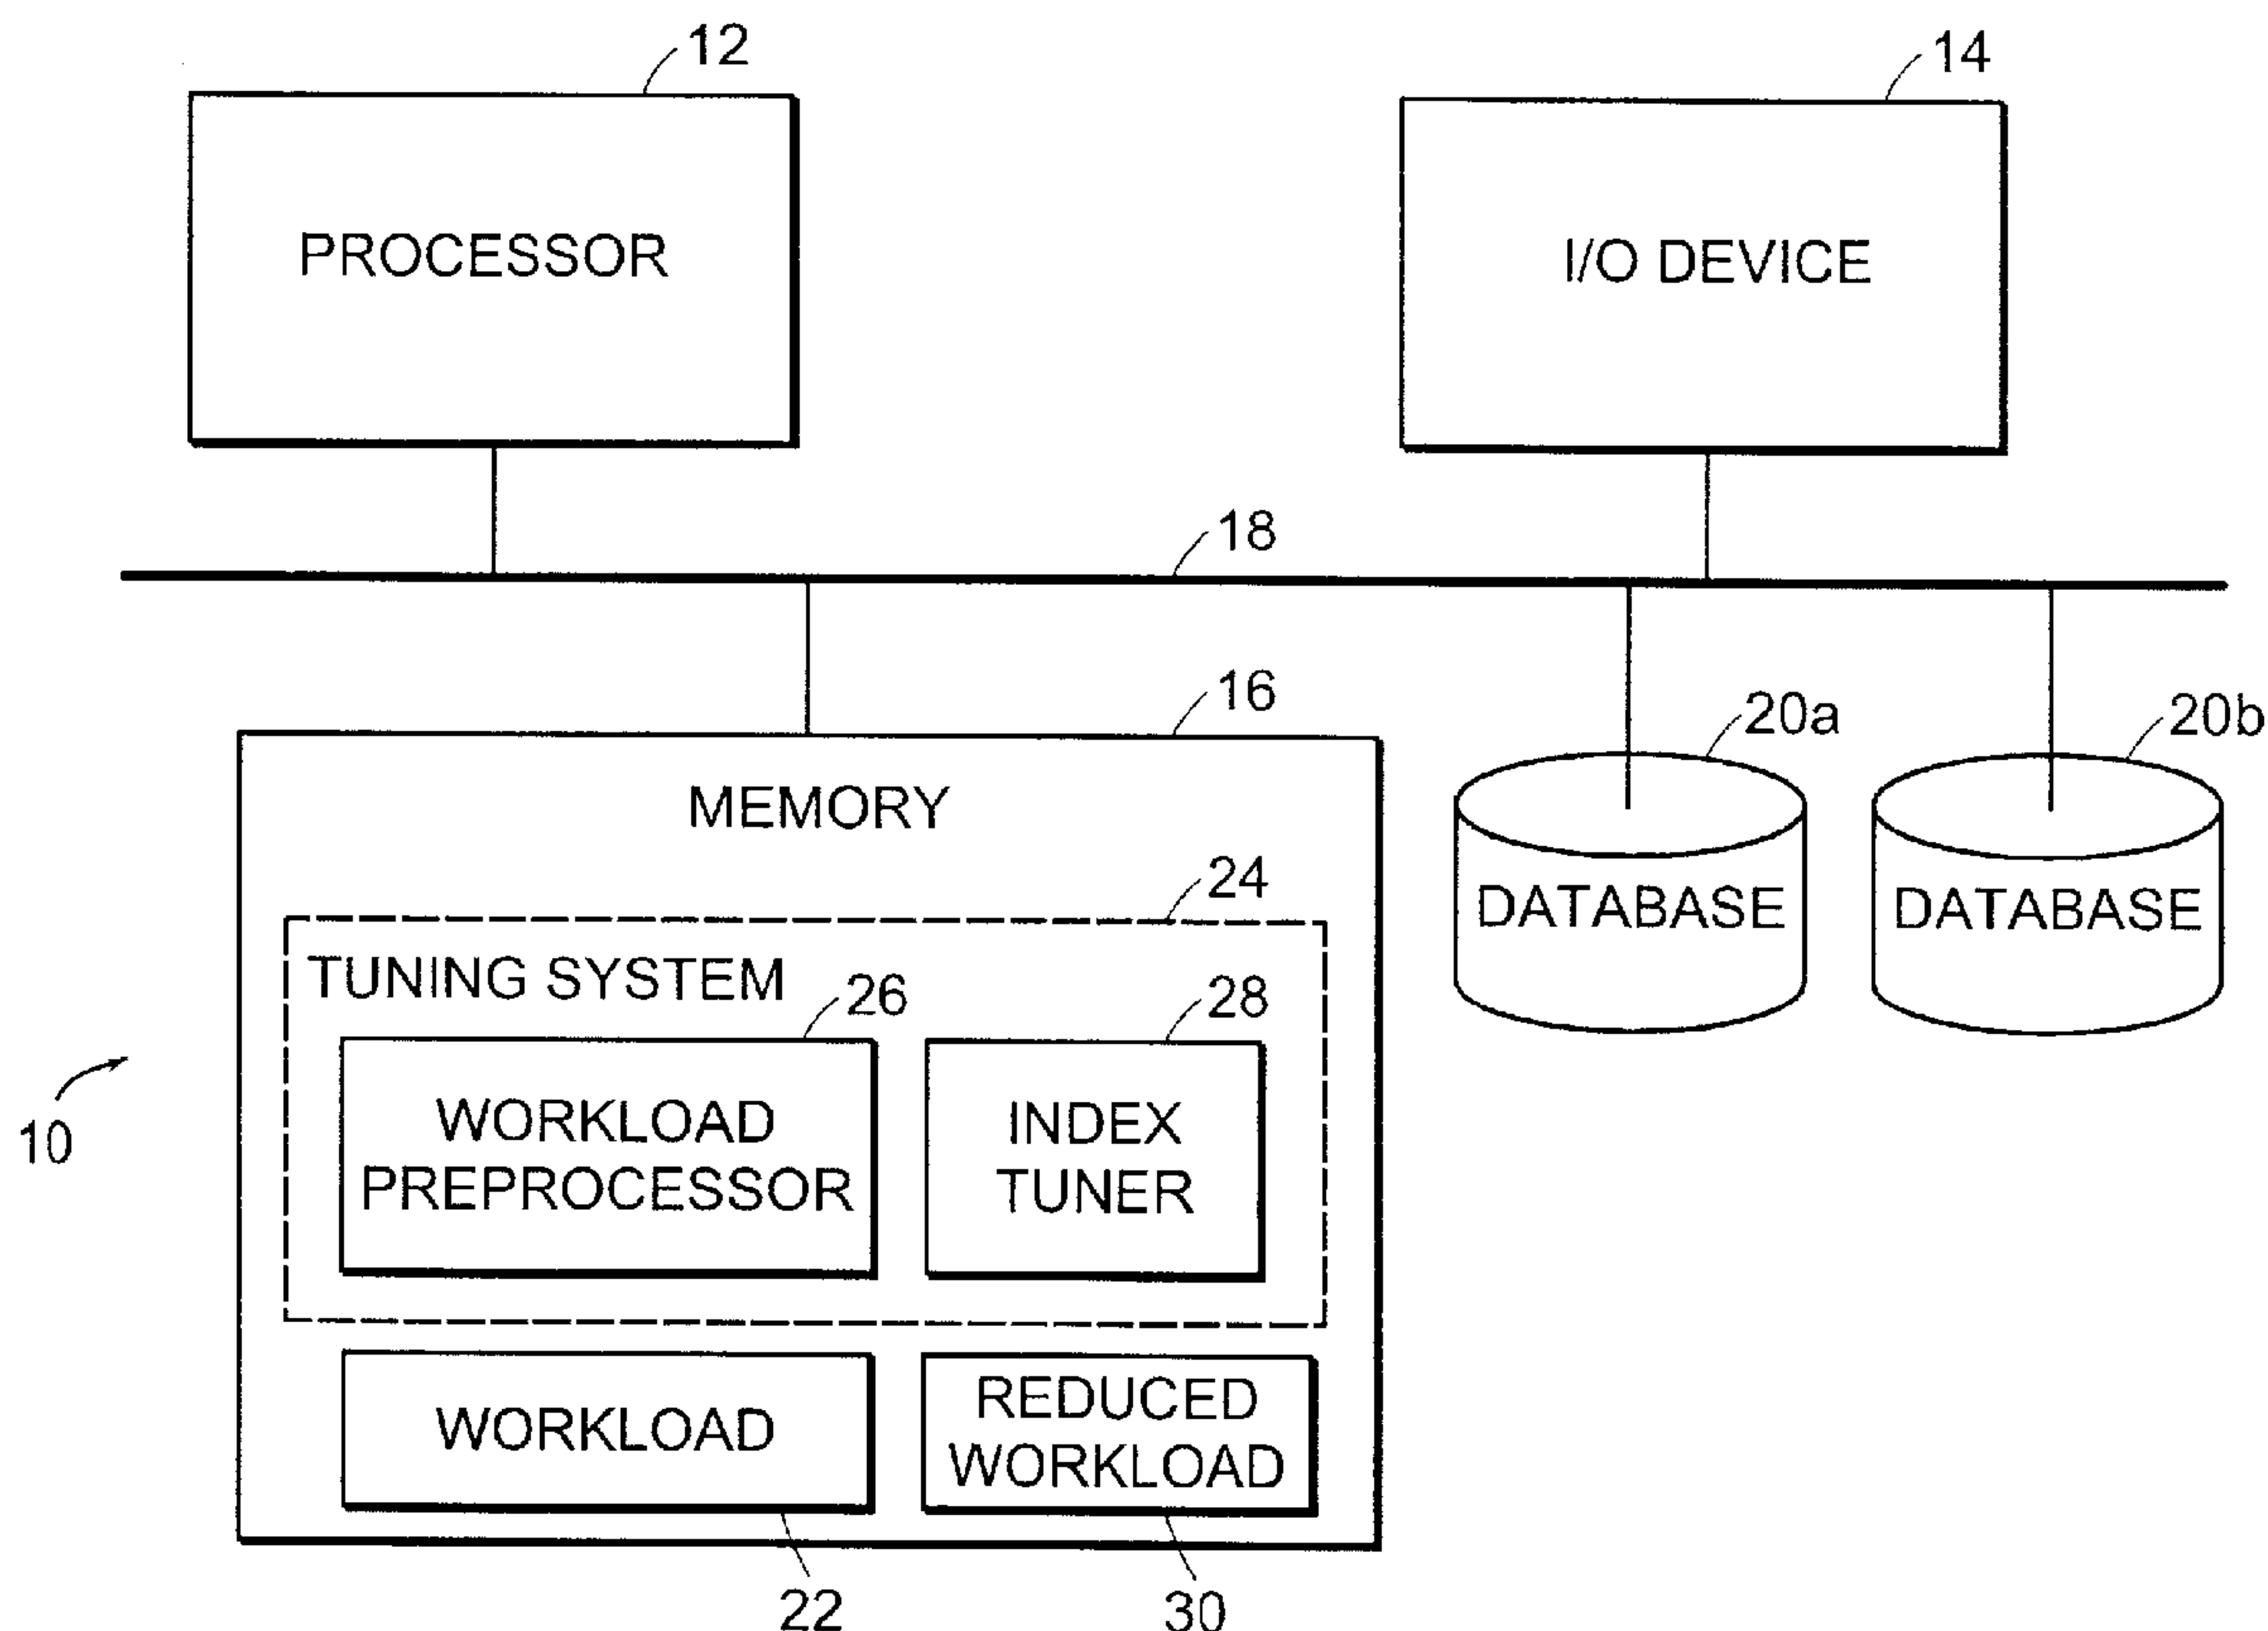 12
14
PROCESSOR
I/O DEVICE
18
16
20a
20b
MEMORY
24
DATABASE
DATABASE
TUNING SYSTEM
26
28
WORKLOAD
PREPROCESSOR
INDEX
TUNER
10
WORKLOAD
REDUCED
WORKLOAD
22
30